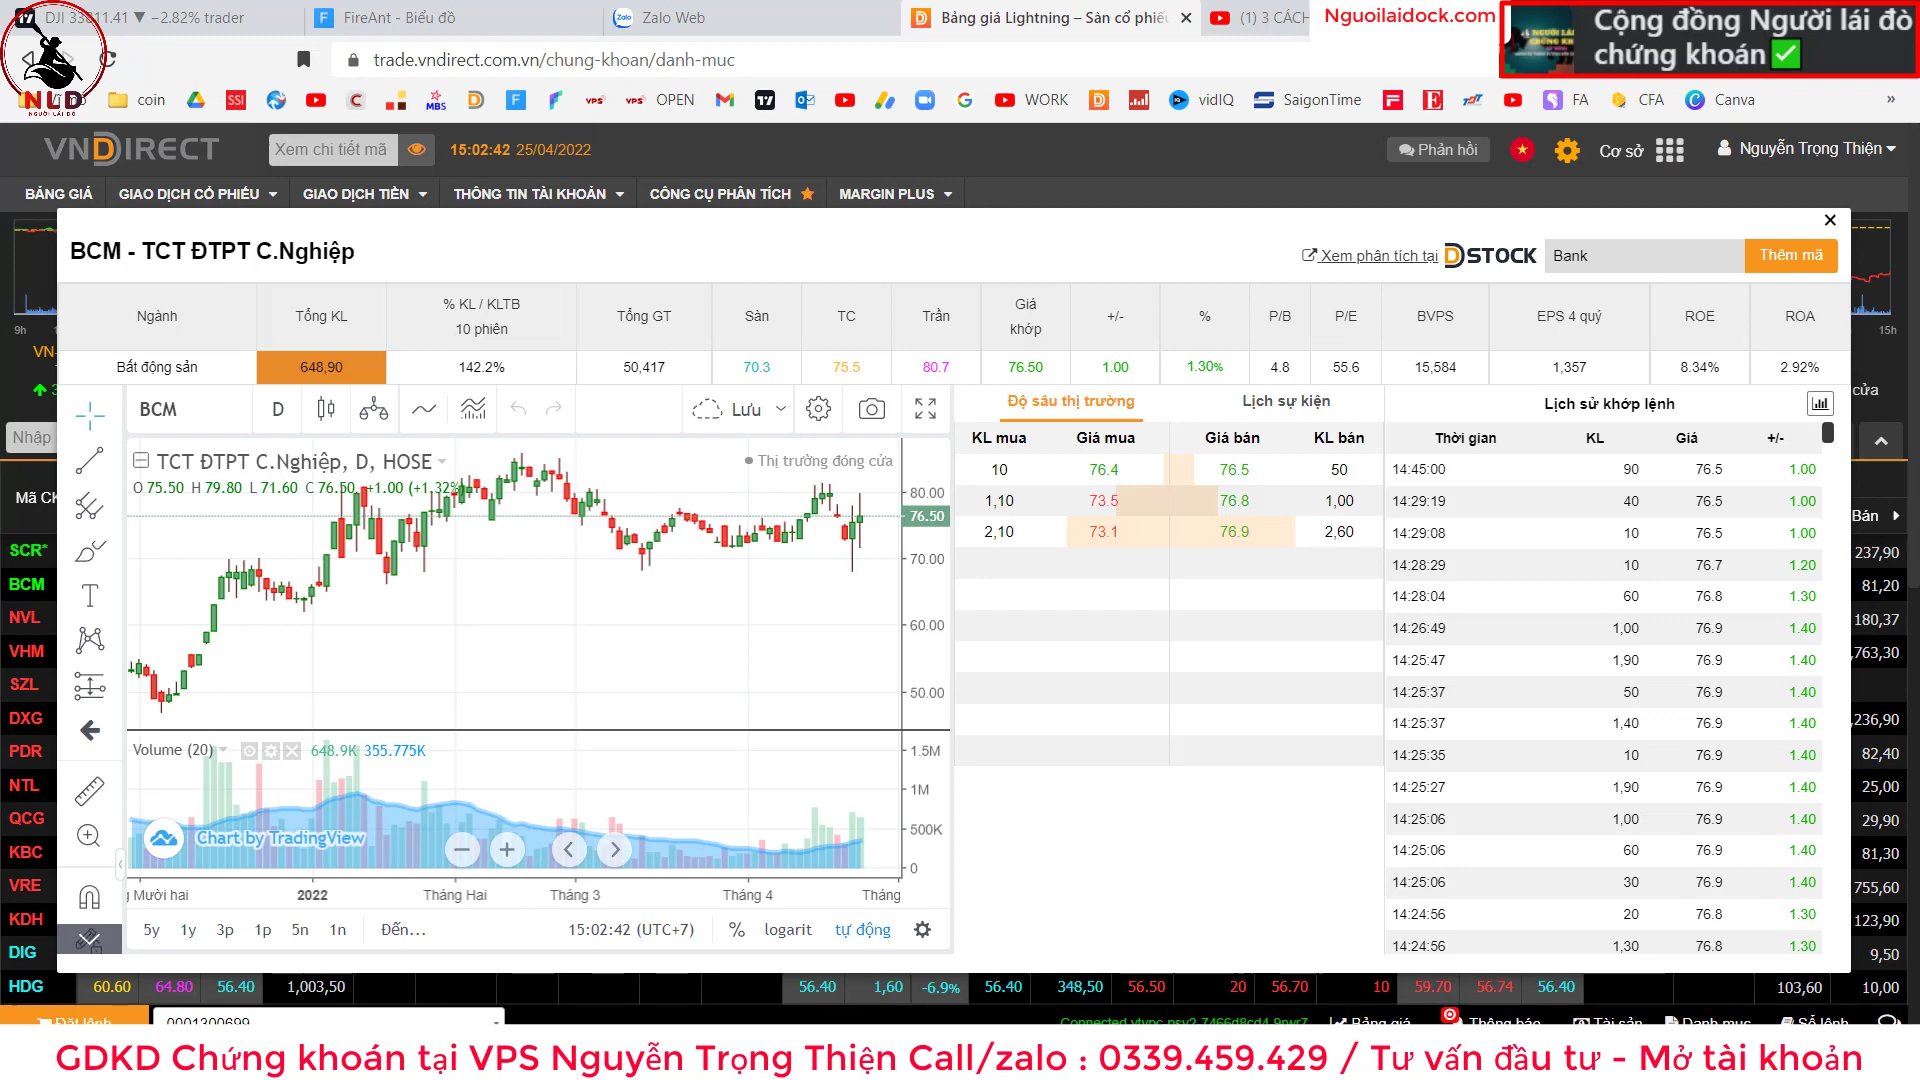 DJI 33811.41 ▼ −2.82% trader
FireAnt - Biểu đồ
Zalo Web
Bảng giá Lightning – Sàn cổ phiếu
(1) 3 CÁCH
Nguoilaidock.com
Cộng đồng Người lái đò
chứng khoán
trade.vndirect.com.vn/chung-khoan/danh-muc
NLD
NGƯỜI LÁI ĐÒ
coin
OPEN
WORK
vidIQ
SaigonTime
FA
CFA
Canva
»
VNDIRECT
Xem chi tiết mã
15:02:42 25/04/2022
Phản hồi
Cơ sở
Nguyễn Trọng Thiện
BẢNG GIÁ
GIAO DỊCH CỔ PHIẾU
GIAO DỊCH TIỀN
THÔNG TIN TÀI KHOẢN
CÔNG CỤ PHÂN TÍCH
MARGIN PLUS
BCM - TCT ĐTPT C.Nghiệp
Xem phân tích tại DSTOCK
Bank
Thêm mã
Ngành Tổng KL % KL / KLTB 10 phiên Tổng GT Sàn TC Trần Giá khớp +/- % P/B P/E BVPS EPS 4 quý ROE ROA
Bất động sản 648,90 142.2% 50,417 70.3 75.5 80.7 76.50 1.00 1.30% 4.8 55.6 15,584 1,357 8.34% 2.92%
9h
15h
VN-
cửa
BCM D Lưu
TCT ĐTPT C.Nghiệp, D, HOSE
Thị trường đóng cửa
O 75.50 H 79.80 L 71.60 C 76.50 +1.00 (+1.32%)
80.00
76.50
70.00
60.00
50.00
Volume (20) 648.9K 355.775K
1.5M
1M
500K
0
Chart by TradingView
Mười hai 2022 Tháng Hai Tháng 3 Tháng 4 Tháng
5y 1y 3p 1p 5n 1n Đến... 15:02:42 (UTC+7) % logarit tự động
Độ sâu thị trường
Lịch sự kiện
KL mua Giá mua Giá bán KL bán
10 76.4 76.5 50
1,10 73.5 76.8 1,00
2,10 73.1 76.9 2,60
Lịch sử khớp lệnh
Thời gian KL Giá +/-
14:45:00 90 76.5 1.00
14:29:19 40 76.5 1.00
14:29:08 10 76.5 1.00
14:28:29 10 76.7 1.20
14:28:04 60 76.8 1.30
14:26:49 1,00 76.9 1.40
14:25:47 1,90 76.9 1.40
14:25:37 50 76.9 1.40
14:25:37 1,40 76.9 1.40
14:25:35 10 76.9 1.40
14:25:27 1,90 76.9 1.40
14:25:06 1,00 76.9 1.40
14:25:06 60 76.9 1.40
14:25:06 30 76.9 1.40
14:24:56 20 76.8 1.30
14:24:56 1,30 76.8 1.30
Nhập
Mã CK
Bán
SCR* 237,90
BCM 81,20
NVL 180,37
VHM ,763,30
SZL
DXG ,236,90
PDR 82,40
NTL 25,00
QCG 29,90
KBC 81,30
VRE 755,60
KDH 123,90
DIG 9,50
HDG 60.60 64.80 56.40 1,003,50 56.40 1,60 -6.9% 56.40 348,50 56.50 20 56.70 10 59.70 56.74 56.40 103,60 10,00
Đặt lệnh
0001300699
Bảng giá
Thông báo
Tài sản
Danh mục
Sổ lệnh
GDKD Chứng khoán tại VPS Nguyễn Trọng Thiện Call/zalo : 0339.459.429 / Tư vấn đầu tư - Mở tài khoản